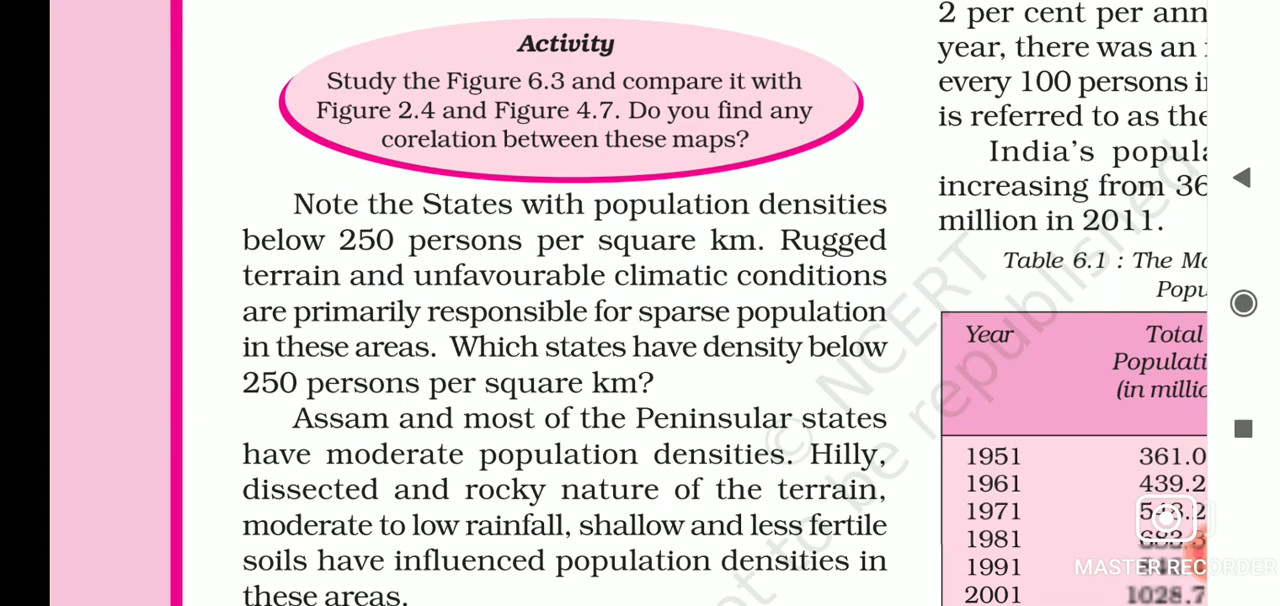 Activity
Study the Figure 6.3 and compare it with
Figure 2.4 and Figure 4.7. Do you find any
corelation between these maps?
Note the States with population densities
below 250 persons per square km. Rugged
terrain and unfavourable climatic conditions
are primarily responsible for sparse population
in these areas. Which states have density below
250 persons per square km?
Assam and most of the Peninsular states
have moderate population densities. Hilly,
dissected and rocky nature of the terrain,
moderate to low rainfall, shallow and less fertile
soils have influenced population densities in
these areas.
2 per cent per ann
year, there was an
every 100 persons i
is referred to as the
India's popul
increasing from 36
million in 2011.
Table 6.1 : The M
Popu
Year Total
Populati
(in millio
1951 361.0
1961 439.2
1971
1981
1991
2001 1028.7
© NCERT
not to be republished
MASTER RECORDER